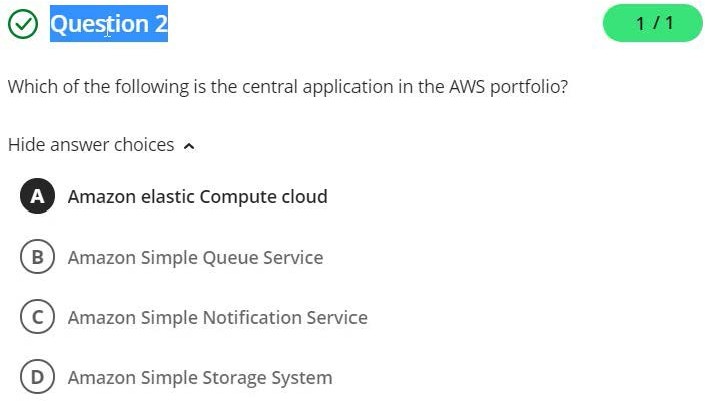 Question 2
1 / 1
Which of the following is the central application in the AWS portfolio?
Hide answer choices
A Amazon elastic Compute cloud
B Amazon Simple Queue Service
C Amazon Simple Notification Service
D Amazon Simple Storage System